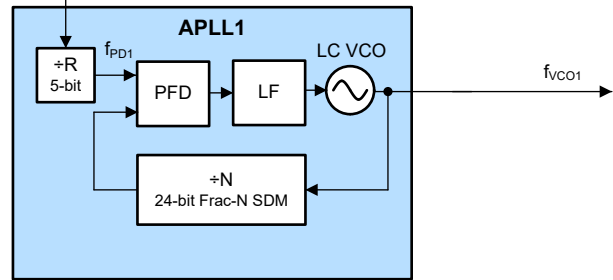 APLL1
÷R
5-bit
fPD1
PFD
LF
LC VCO
fVCO1
÷N
24-bit Frac-N SDM